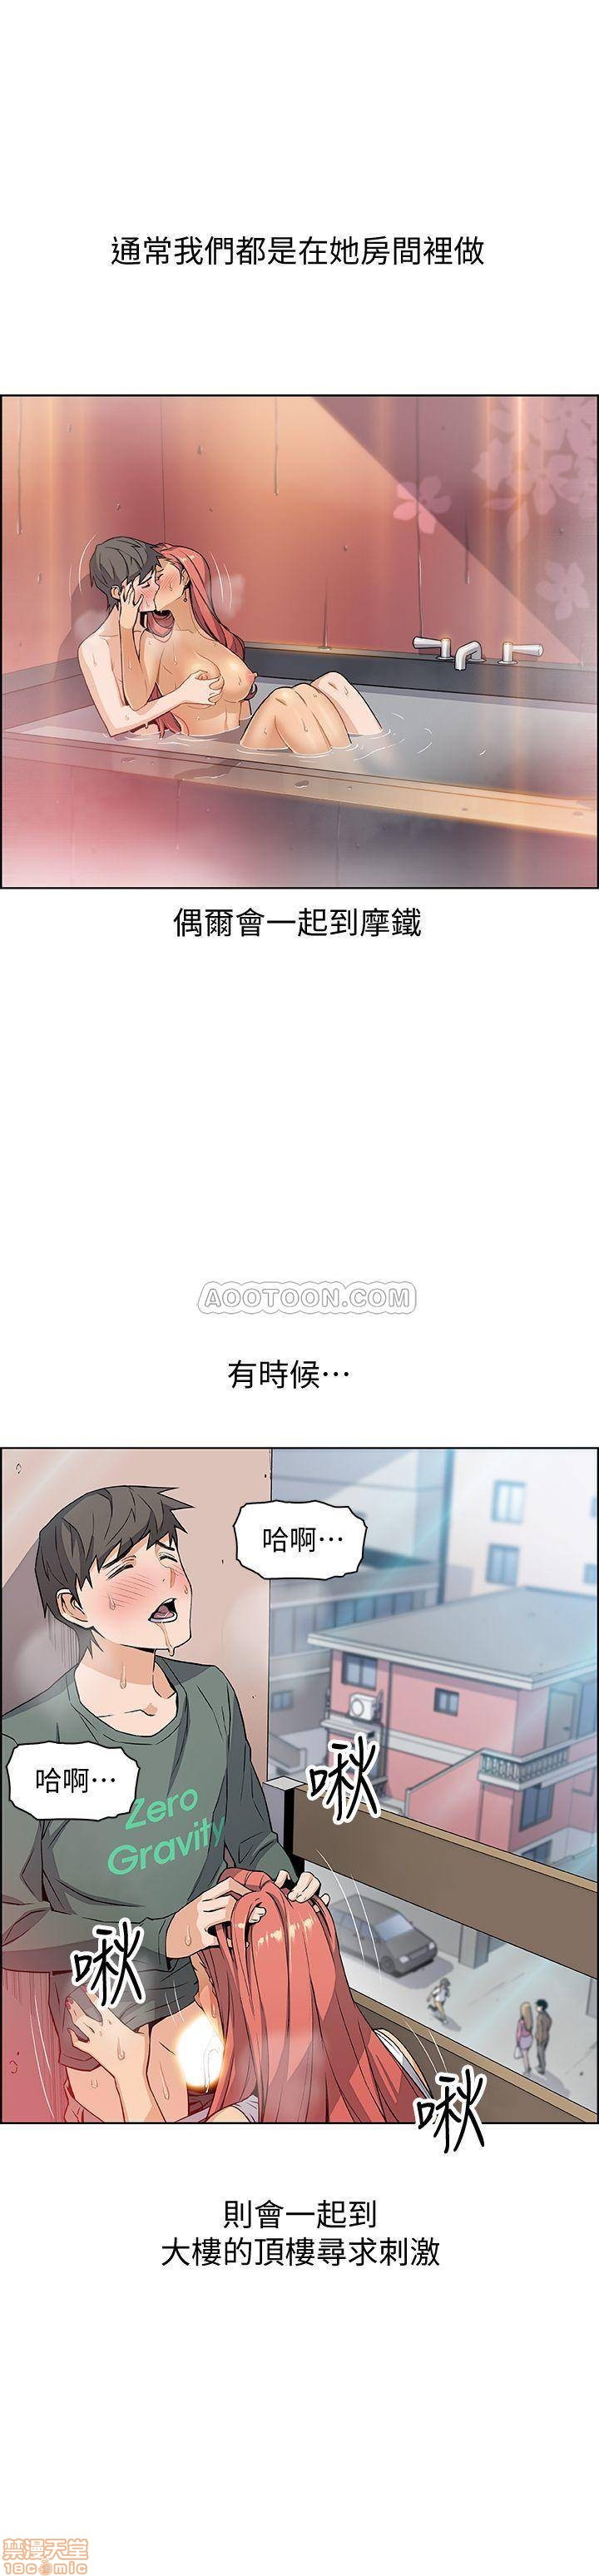 通常我們都是在她房間裡做
偶爾會一起到摩鐵
AOOTOON.COM
有時候⋯
哈啊⋯
哈啊⋯
Zero
Gravity
啾
啾
啾
則會一起到
大樓的頂樓尋求刺激
禁漫天堂
18comic